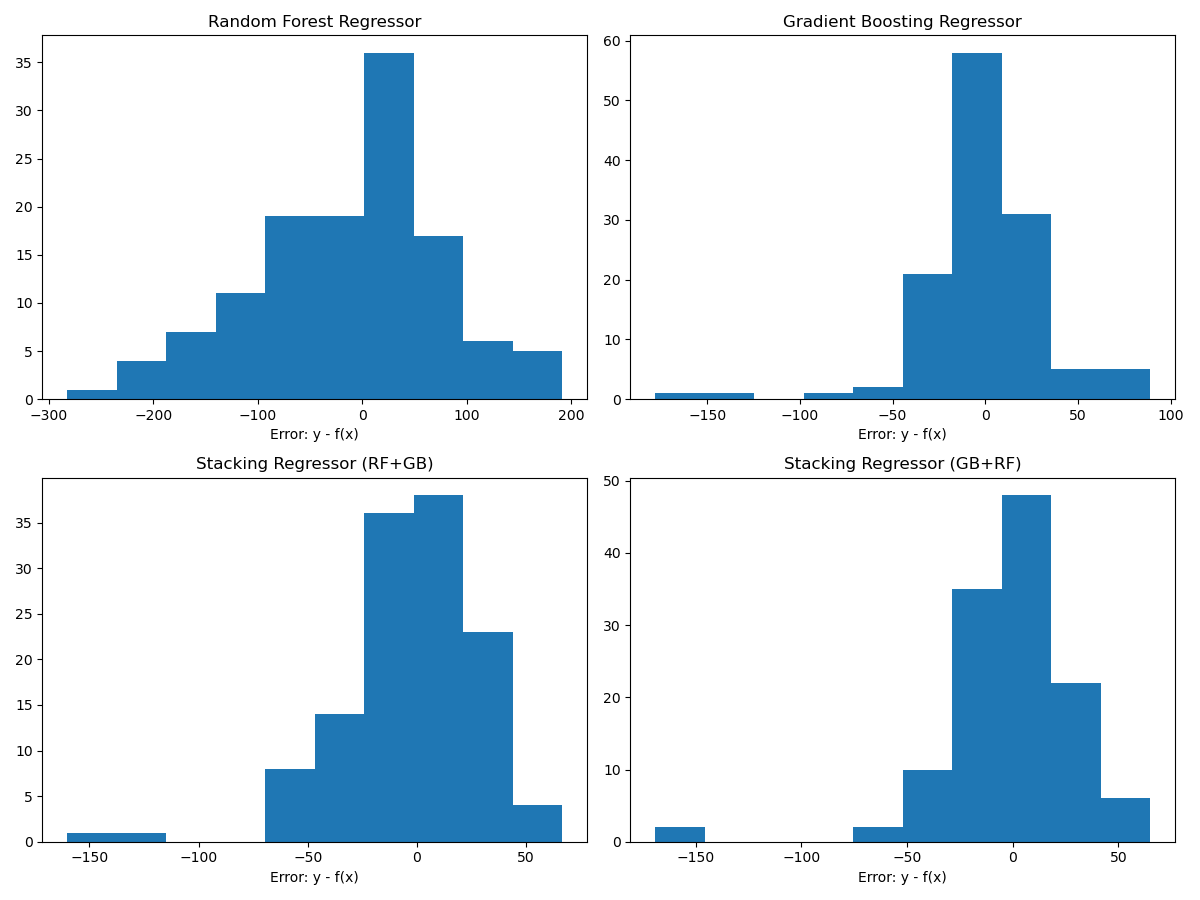 Random Forest Regressor
35
30
25
20
15
10
5
0
−300 −200 −100 0 100 200
Error: y - f(x)
Gradient Boosting Regressor
60
50
40
30
20
10
0
−150 −100 −50 0 50 100
Error: y - f(x)
Stacking Regressor (RF+GB)
35
30
25
20
15
10
5
0
−150 −100 −50 0 50
Error: y - f(x)
Stacking Regressor (GB+RF)
50
40
30
20
10
0
−150 −100 −50 0 50
Error: y - f(x)